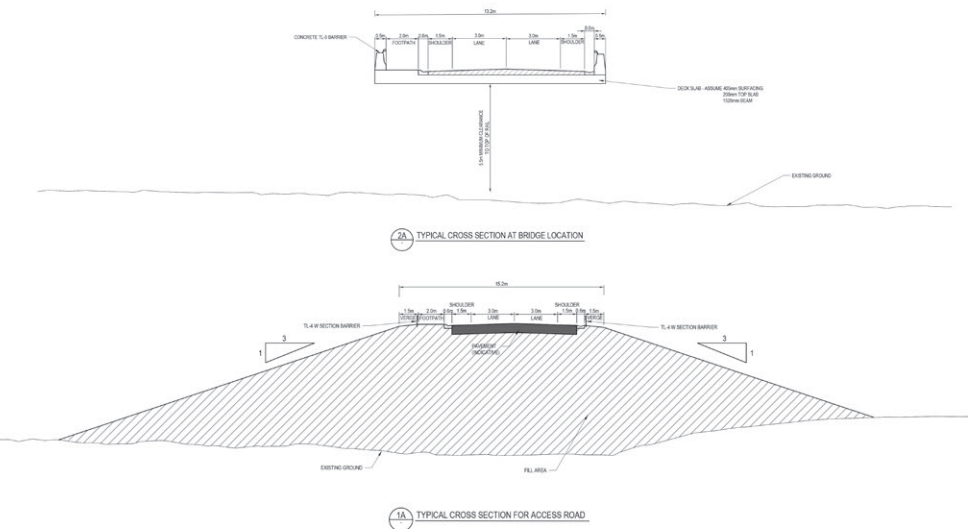 13.2m
0.5m 2.0m 0.6m 1.5m 3.0m 3.0m 1.5m 0.6m 0.5m
FOOTPATH SHOULDER LANE LANE SHOULDER
CONCRETE TL-5 BARRIER
DECK SLAB - ASSUME 400mm SURFACING
200mm TOP SLAB
1025mm BEAM
5.5m MINIMUM CLEARANCE
TO TOP OF RAIL
EXISTING GROUND
2A TYPICAL CROSS SECTION AT BRIDGE LOCATION
15.2m
SHOULDER SHOULDER
1.5m 2.0m 0.6m 1.5m 3.0m 3.0m 1.5m 0.6m 1.5m
VERGE FOOTPATH LANE LANE VERGE
TL-4 W SECTION BARRIER
TL-4 W SECTION BARRIER
3
1
PAVEMENT
(INDICATIVE)
3
1
EXISTING GROUND
FILL AREA
1A TYPICAL CROSS SECTION FOR ACCESS ROAD